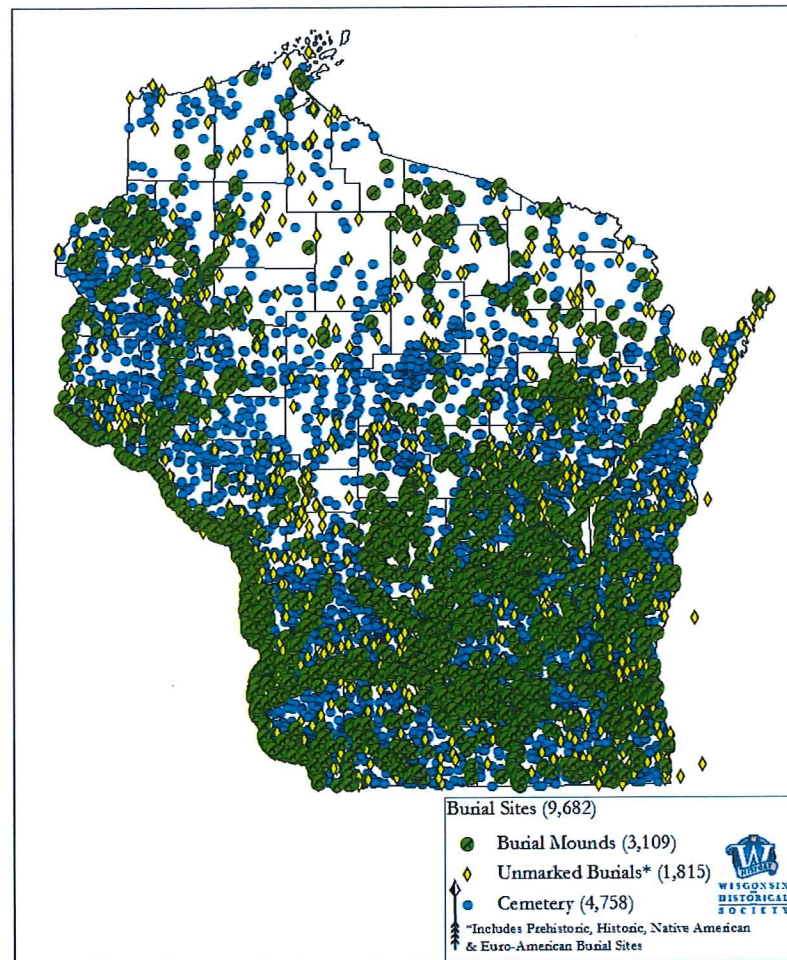 Burial Sites (9,682)
Burial Mounds (3,109)
Unmarked Burials* (1,815)
Cemetery (4,758)
*Includes Prehistoric, Historic, Native American
& Euro-American Burial Sites
W
HISTORY
WISCONSIN
HISTORICAL
SOCIETY